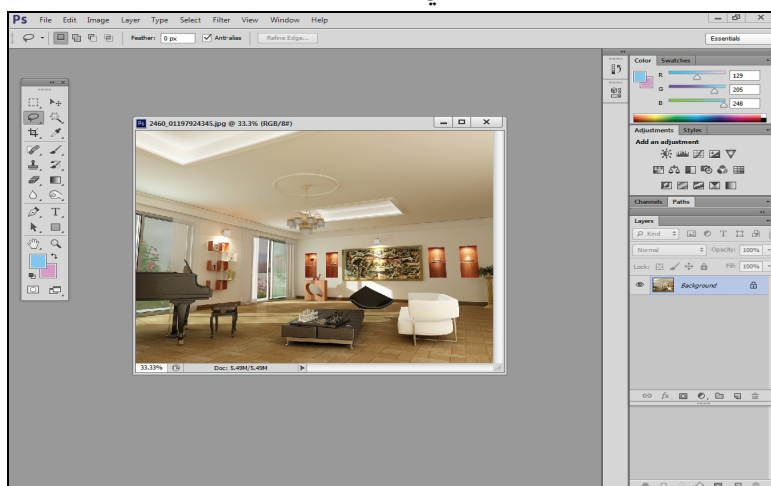 Ps File Edit Image Layer Type Select Filter View Window Help
Feather: 0 px Anti-alias Refine Edge... Essentials
Color Swatches
R 129
G 205
B 248
2460_01197924345.jpg @ 33.3% (RGB/8#)
Adjustments Styles
Add an adjustment
Channels Paths
Layers
Kind
Normal Opacity: 100%
Lock: Fill: 100%
Background
33.33% Doc: 5.49M/5.49M